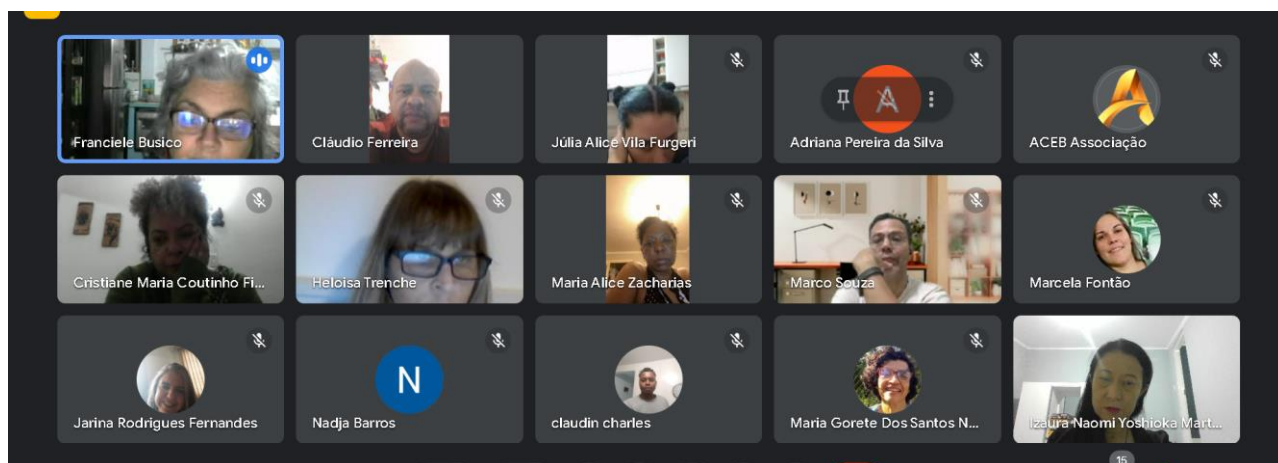 Franciele Busico
Cláudio Ferreira
Júlia Alice Vila Furgeri
A
Adriana Pereira da Silva
ACEB Associação
Cristiane Maria Coutinho Fi...
Heloisa Trenche
Maria Alice Zacharias
Marco Souza
Marcela Fontão
Jarina Rodrigues Fernandes
N
Nadja Barros
claudin charles
Maria Gorete Dos Santos N...
Izaura Naomi Yoshioka Mart...
15